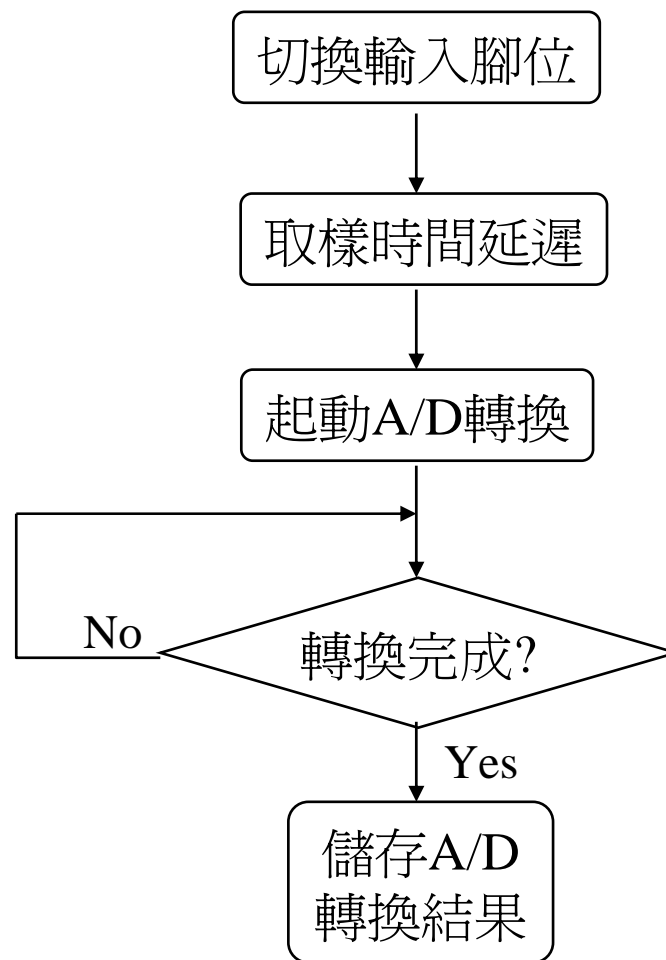 切換輸入腳位
取樣時間延遲
起動A/D轉換
No
轉換完成?
Yes
儲存A/D
轉換結果